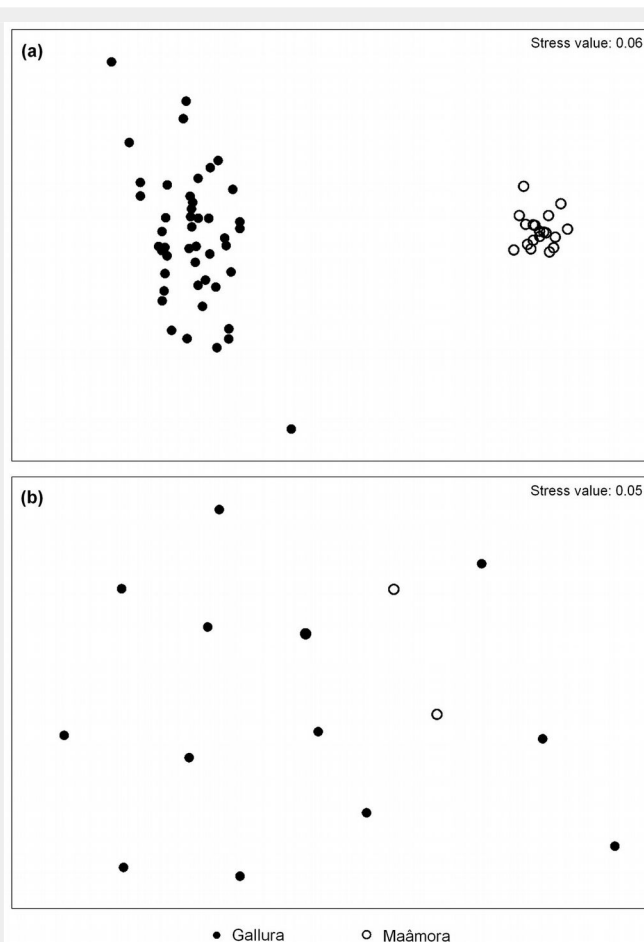 (a)
Stress value: 0.06
(b)
Stress value: 0.05
Gallura
Maâmora